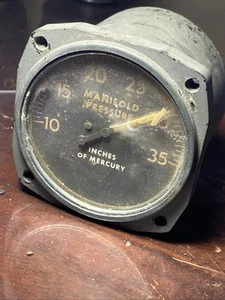 20 25
15
MANIFOLD
PRESSURE
10
INCHES
35
OF MERCURY